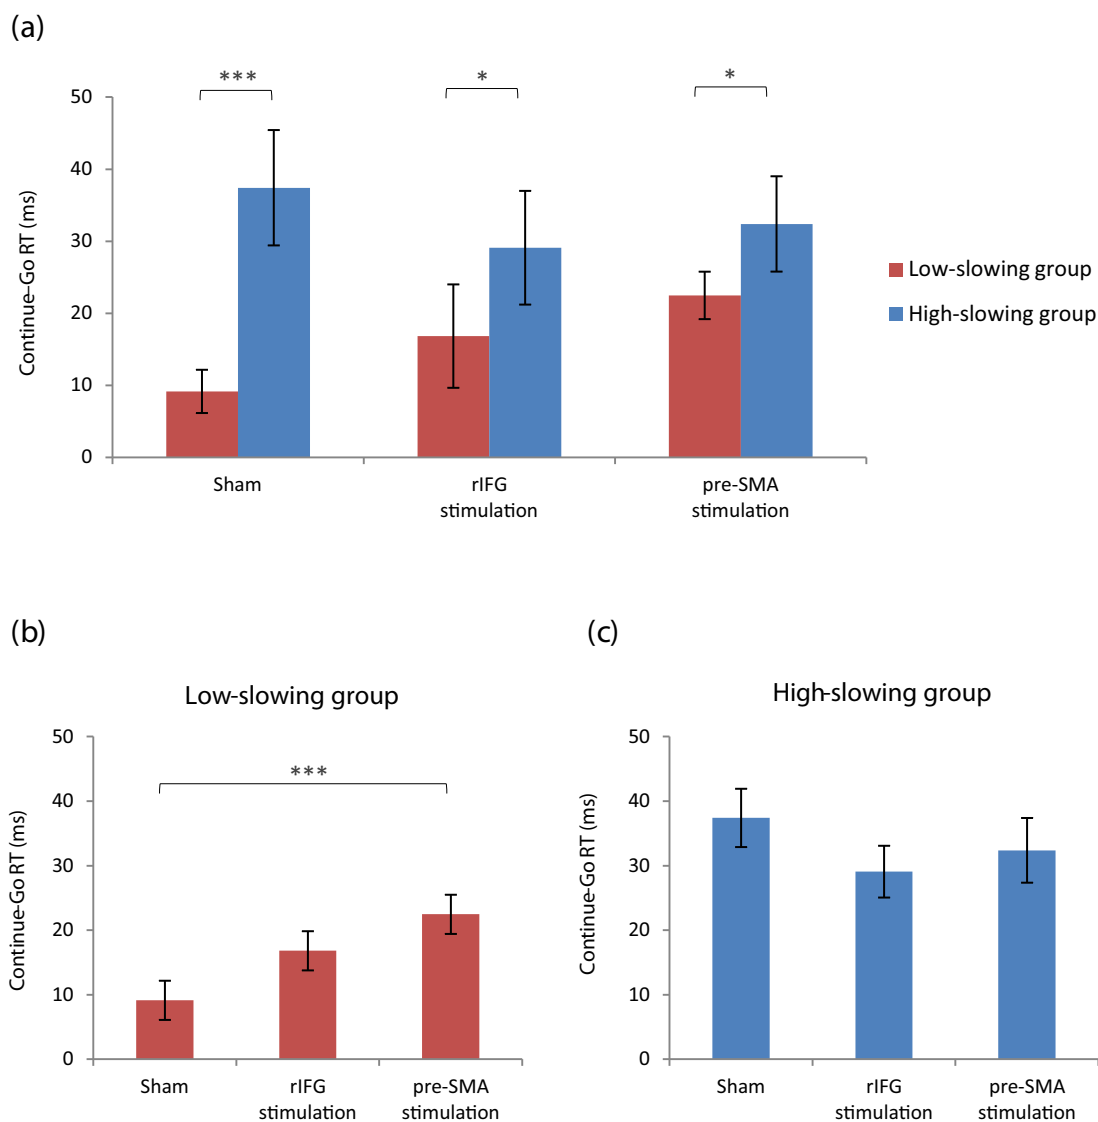 (a)
***
*
*
50
40
30
20
10
0
Continue-Go RT (ms)
Sham
rIFG
stimulation
pre-SMA
stimulation
Low-slowing group
High-slowing group
(b)
Low-slowing group
***
50
40
30
20
10
0
Continue-Go RT (ms)
Sham
rIFG
stimulation
pre-SMA
stimulation
(c)
High-slowing group
50
40
30
20
10
0
Continue-Go RT (ms)
Sham
rIFG
stimulation
pre-SMA
stimulation